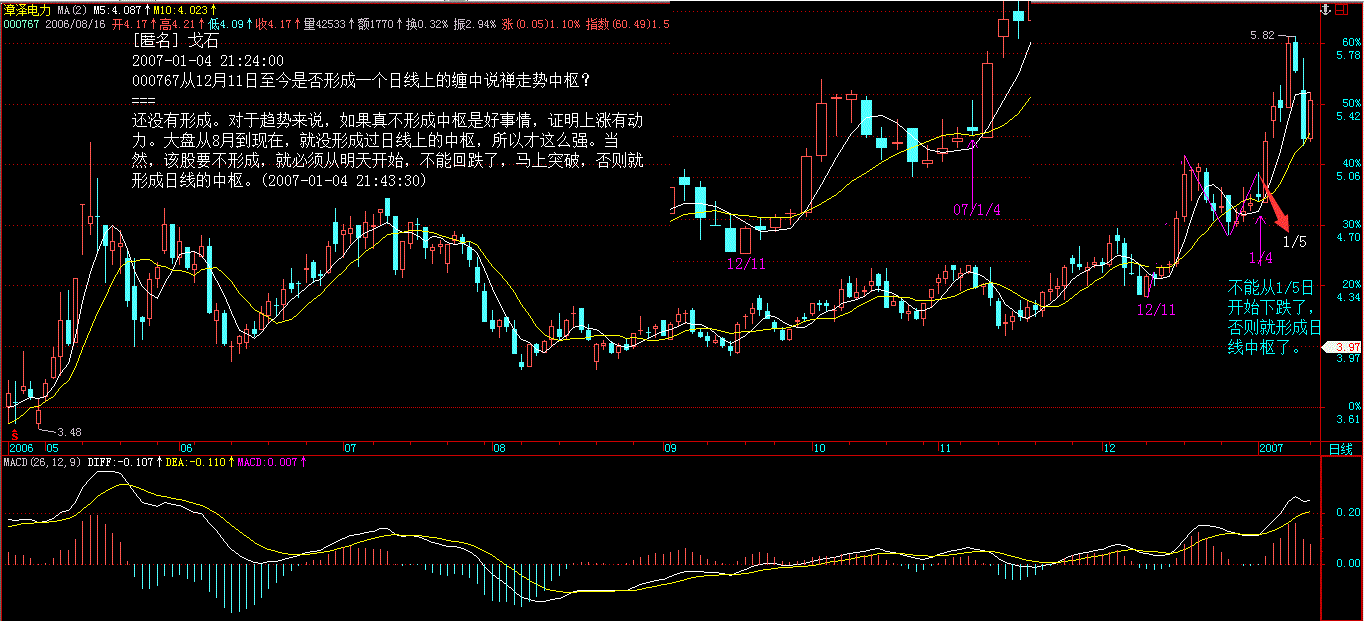 漳泽电力 MA(2) M5:4.087↑M10:4.023↑
000767 2006/08/16 开4.17↑高4.21↑低4.09↑收4.17↑量42533↑额1770↑换0.32% 振2.94% 涨(0.05)1.10% 指数(60.49)1.5
[匿名] 戈石
2007-01-04 21:24:00
000767从12月11日至今是否形成一个日线上的缠中说禅走势中枢？
===
还没有形成。对于趋势来说，如果真不形成中枢是好事情，证明上涨有动
力。大盘从8月到现在，就没形成过日线上的中枢，所以才这么强。当
然，该股要不形成，就必须从明天开始，不能回跌了，马上突破，否则就
形成日线的中枢。(2007-01-04 21:43:30)
5.82
60%
5.78
50%
5.42
40%
5.06
30%
4.70
20%
4.34
3.97
3.97
0%
3.61
07/1/4
12/11
1/5
1/4
12/11
不能从1/5日
开始下跌了，
否则就形成日
线中枢了。
S
3.48
2006 05 06 07 08 09 10 11 12 2007 日线
MACD(26,12,9) DIFF:-0.107↑DEA:-0.110↑MACD:0.007↑
0.20
0.00